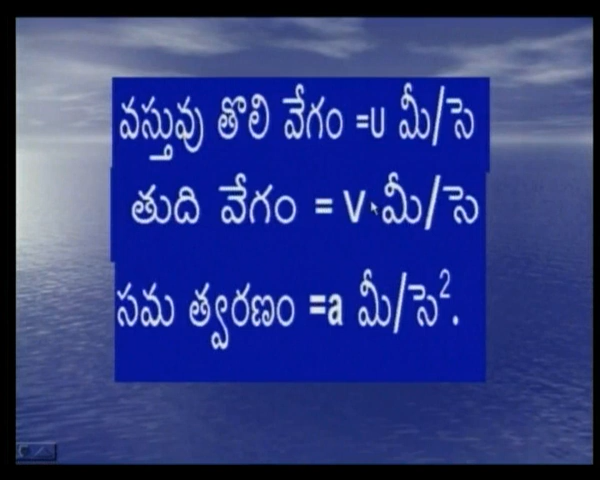 వస్తువు తొలి వేగం =u మీ/సె
తుది వేగం = v మీ/సె
సమ త్వరణం =a మీ/సె².